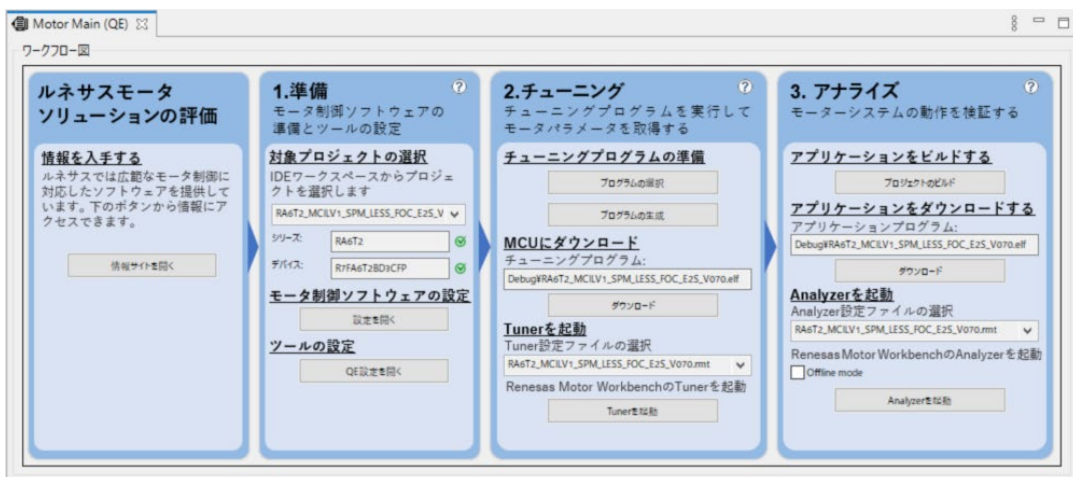 Motor Main (QE)
ワークフロー図
ルネサスモータ
ソリューションの評価
情報を入手する
ルネサスでは広範なモータ制御に
対応したソフトウェアを提供して
います。下のボタンから情報にア
クセスできます。
情報サイトを開く
1.準備
モータ制御ソフトウェアの
準備とツールの設定
対象プロジェクトの選択
IDEワークスペースからプロジェ
クトを選択します
RA6T2_MCILV1_SPM_LESS_FOC_E2S_V
シリーズ:
RA6T2
デバイス:
R7FA6T2BD3CFP
モータ制御ソフトウェアの設定
設定を開く
ツールの設定
QE設定を開く
2.チューニング
チューニングプログラムを実行して
モータパラメータを取得する
チューニングプログラムの準備
プログラムの選択
プログラムの生成
MCUにダウンロード
チューニングプログラム:
Debug¥RA6T2_MCILV1_SPM_LESS_FOC_E2S_V070.elf
ダウンロード
Tunerを起動
Tuner設定ファイルの選択
RA6T2_MCILV1_SPM_LESS_FOC_E2S_V070.rmt
Renesas Motor WorkbenchのTunerを起動
Tunerを起動
3. アナライズ
モーターシステムの動作を検証する
アプリケーションをビルドする
プロジェクトのビルド
アプリケーションをダウンロードする
アプリケーションプログラム:
Debug¥RA6T2_MCILV1_SPM_LESS_FOC_E2S_V070.elf
ダウンロード
Analyzerを起動
Analyzer設定ファイルの選択
RA6T2_MCILV1_SPM_LESS_FOC_E2S_V070.rmt
Renesas Motor WorkbenchのAnalyzerを起動
Offline mode
Analyzerを起動